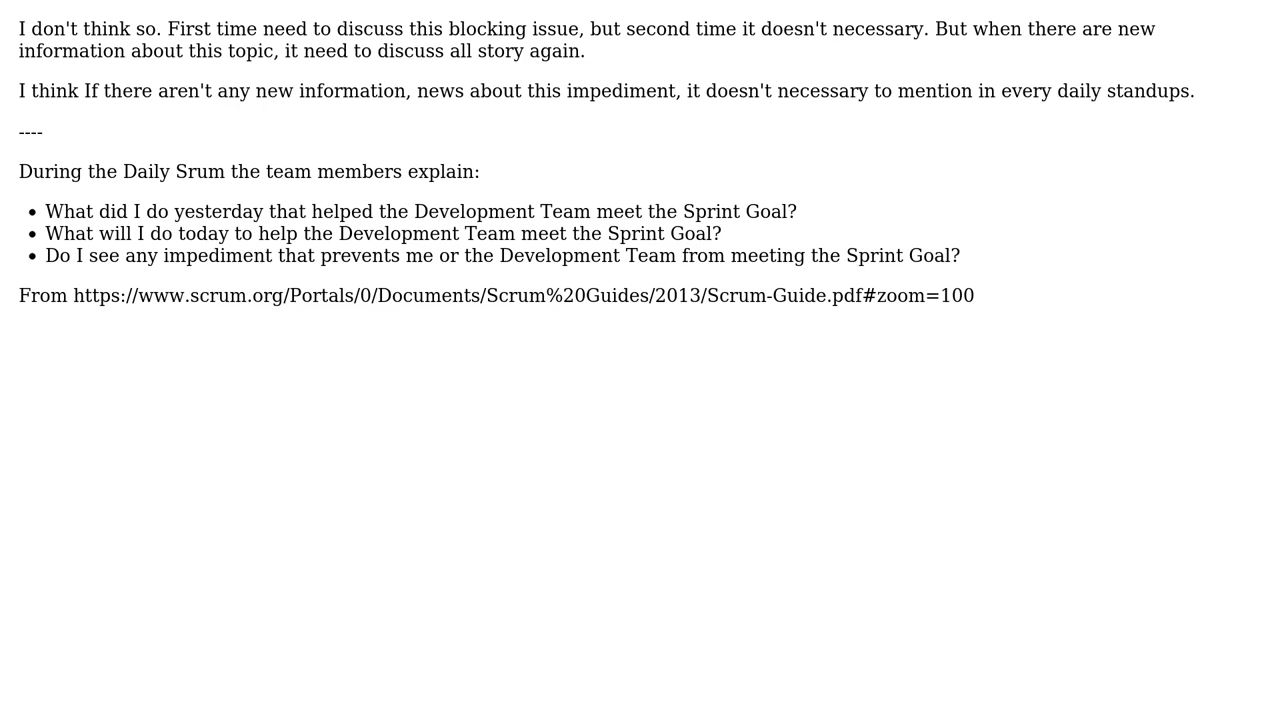 I don't think so. First time need to discuss this blocking issue, but second time it doesn't necessary. But when there are new
information about this topic, it need to discuss all story again.
I think If there aren't any new information, news about this impediment, it doesn't necessary to mention in every daily standups.
----
During the Daily Srum the team members explain:
• What did I do yesterday that helped the Development Team meet the Sprint Goal?
• What will I do today to help the Development Team meet the Sprint Goal?
• Do I see any impediment that prevents me or the Development Team from meeting the Sprint Goal?
From https://www.scrum.org/Portals/0/Documents/Scrum%20Guides/2013/Scrum-Guide.pdf#zoom=100